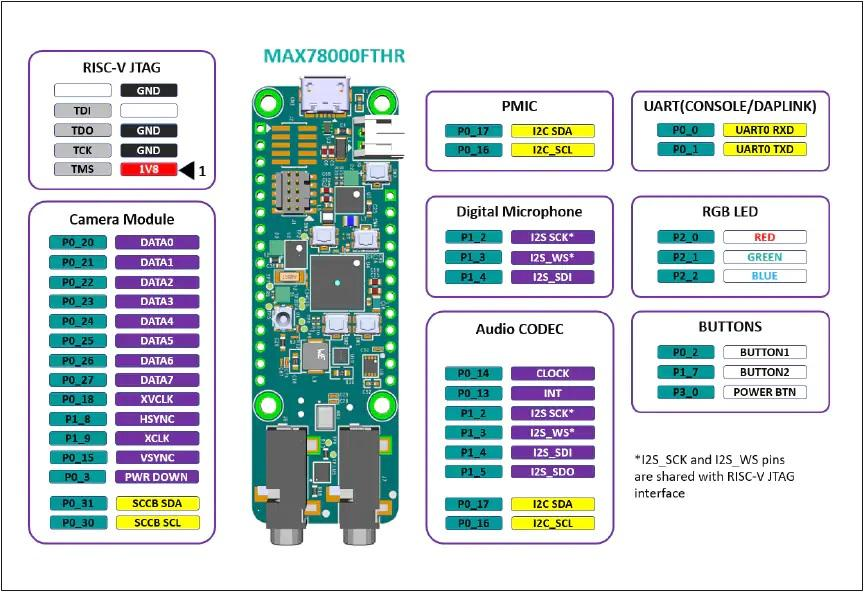 MAX78000FTHR
RISC-V JTAG
GND
TDI
TDO GND
TCK GND
TMS 1V8 1
Camera Module
P0_20 DATA0
P0_21 DATA1
P0_22 DATA2
P0_23 DATA3
P0_24 DATA4
P0_25 DATA5
P0_26 DATA6
P0_27 DATA7
P0_18 XVCLK
P1_8 HSYNC
P1_9 XCLK
P0_15 VSYNC
P0_3 PWR DOWN
P0_31 SCCB SDA
P0_30 SCCB SCL
PMIC
P0_17 I2C SDA
P0_16 I2C_SCL
Digital Microphone
P1_2 I2S SCK*
P1_3 I2S_WS*
P1_4 I2S_SDI
Audio CODEC
P0_14 CLOCK
P0_13 INT
P1_2 I2S SCK*
P1_3 I2S_WS*
P1_4 I2S_SDI
P1_5 I2S_SDO
P0_17 I2C SDA
P0_16 I2C_SCL
UART(CONSOLE/DAPLINK)
P0_0 UART0 RXD
P0_1 UART0 TXD
RGB LED
P2_0 RED
P2_1 GREEN
P2_2 BLUE
BUTTONS
P0_2 BUTTON1
P1_7 BUTTON2
P3_0 POWER BTN
*I2S_SCK and I2S_WS pins
are shared with RISC-V JTAG
interface